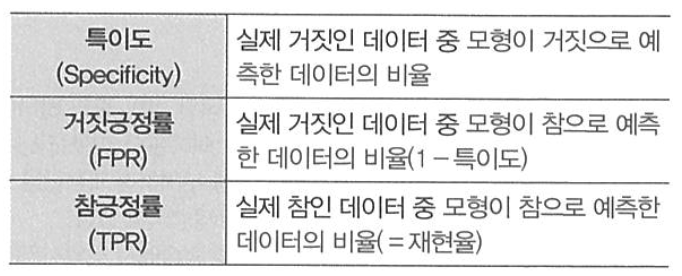 특이도
(Specificity)
실제 거짓인 데이터 중 모형이 거짓으로 예
측한 데이터의 비율
거짓긍정률
(FPR)
실제 거짓인 데이터 중 모형이 참으로 예측
한 데이터의 비율(1-특이도)
참긍정률
(TPR)
실제 참인 데이터 중 모형이 참으로 예측한
데이터의 비율(=재현율)